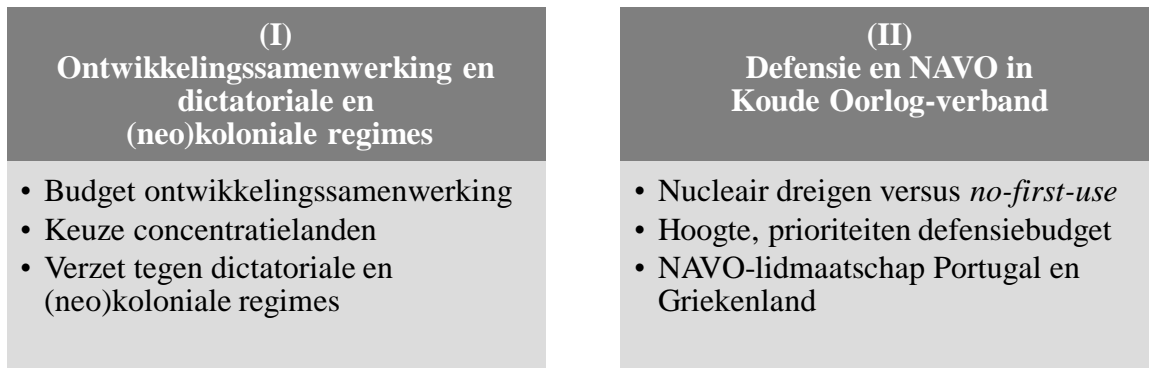 (I)
Ontwikkelingssamenwerking en
dictatoriale en
(neo)koloniale regimes
• Budget ontwikkelingssamenwerking
• Keuze concentratielanden
• Verzet tegen dictatoriale en
(neo)koloniale regimes
(II)
Defensie en NAVO in
Koude Oorlog-verband
• Nucleair dreigen versus no-first-use
• Hoogte, prioriteiten defensiebudget
• NAVO-lidmaatschap Portugal en
Griekenland